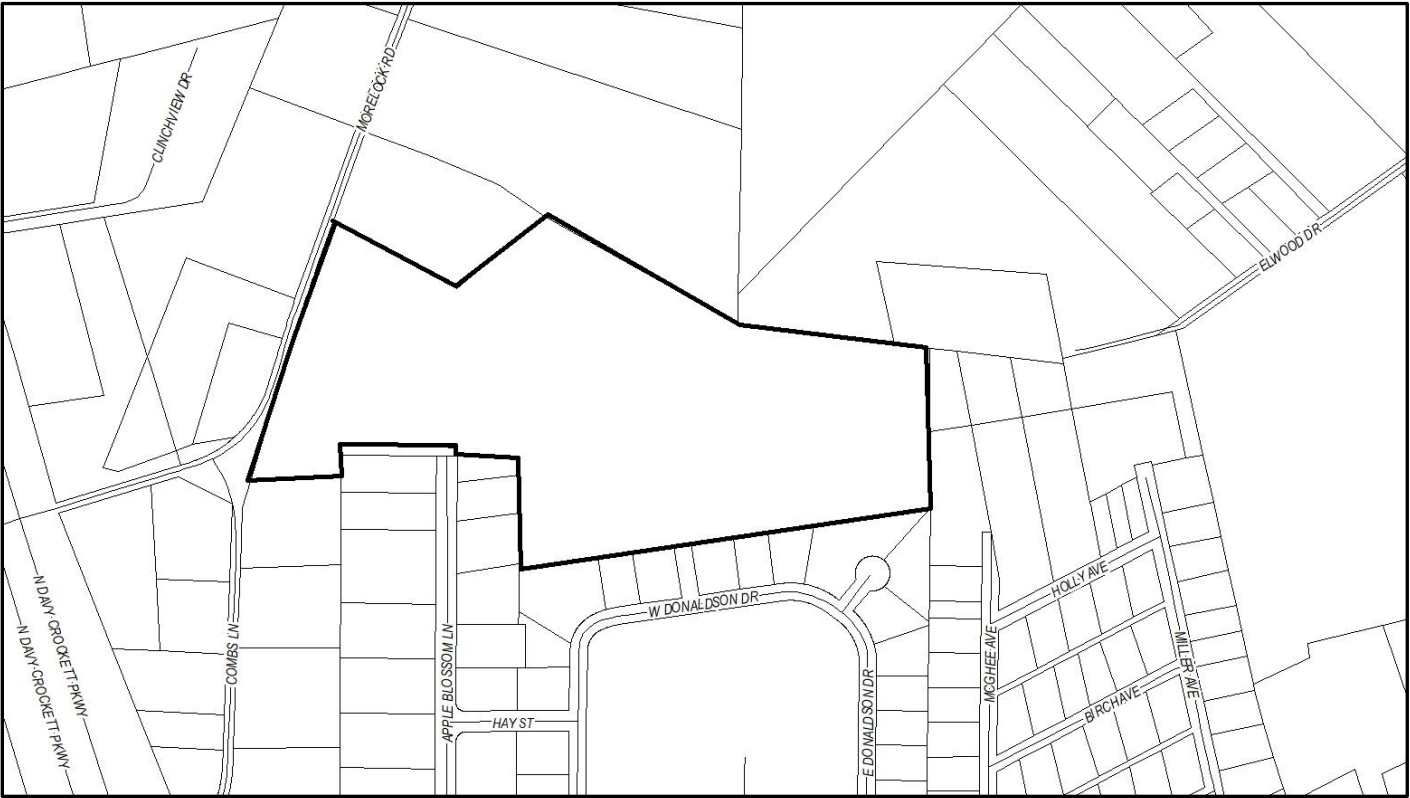 CLINCHVIEW DR
MORELOCK RD
ELWOOD DR
N DAVY CROCKETT PKWY
N DAVY CROCKETT PKWY
COMBS LN
APPLE BLOSSOM LN
HAY ST
W DONALDSON DR
E DONALDSON DR
MCGHEE AVE
HOLLY AVE
BIRCH AVE
MILLER AVE